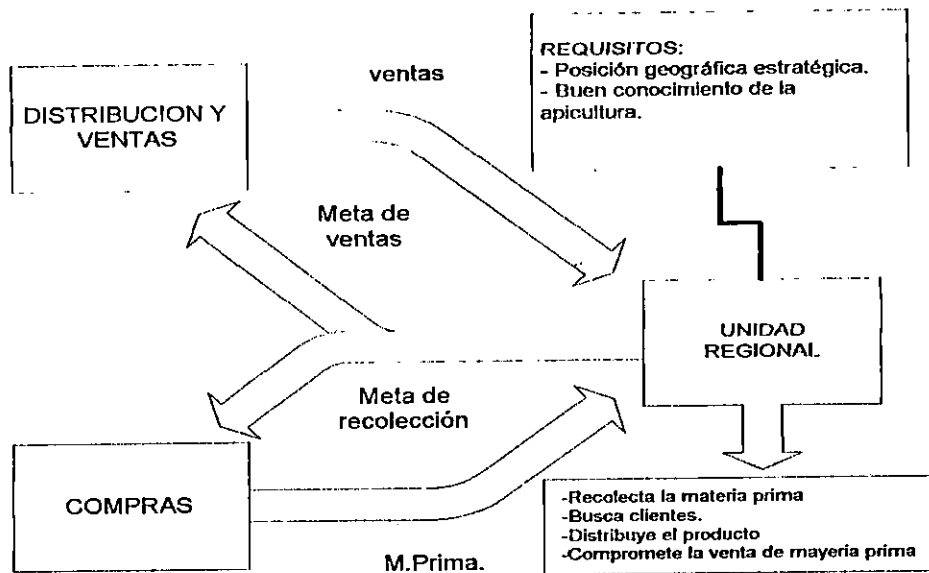 ventas
REQUISITOS:
- Posición geográfica estratégica.
- Buen conocimiento de la
apicultura.
DISTRIBUCION Y
VENTAS
Meta de
ventas
UNIDAD
REGIONAL
Meta de
recolección
COMPRAS
M.Prima.
-Recolecta la materia prima
-Busca clientes.
-Distribuye el producto
-Compromete la venta de mayeria prima